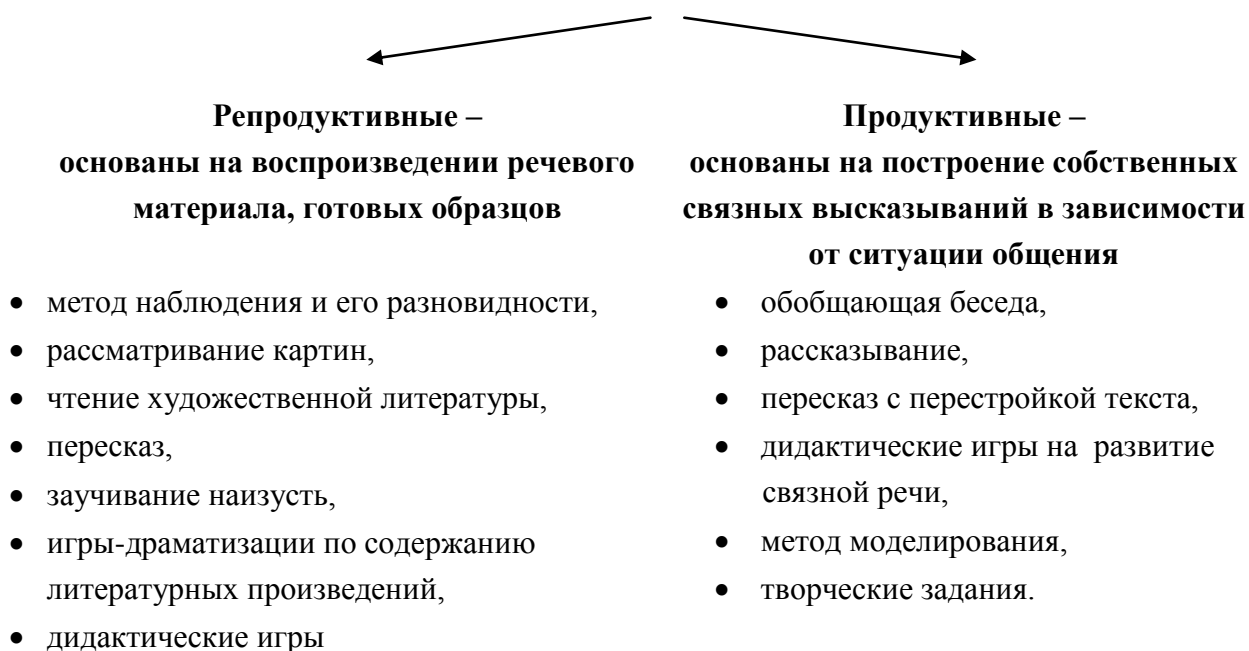 Репродуктивные –
основаны на воспроизведении речевого
материала, готовых образцов
• метод наблюдения и его разновидности,
• рассматривание картин,
• чтение художественной литературы,
• пересказ,
• заучивание наизусть,
• игры-драматизации по содержанию
литературных произведений,
• дидактические игры
Продуктивные –
основаны на построение собственных
связных высказываний в зависимости
от ситуации общения
• обобщающая беседа,
• рассказывание,
• пересказ с перестройкой текста,
• дидактические игры на развитие
связной речи,
• метод моделирования,
• творческие задания.